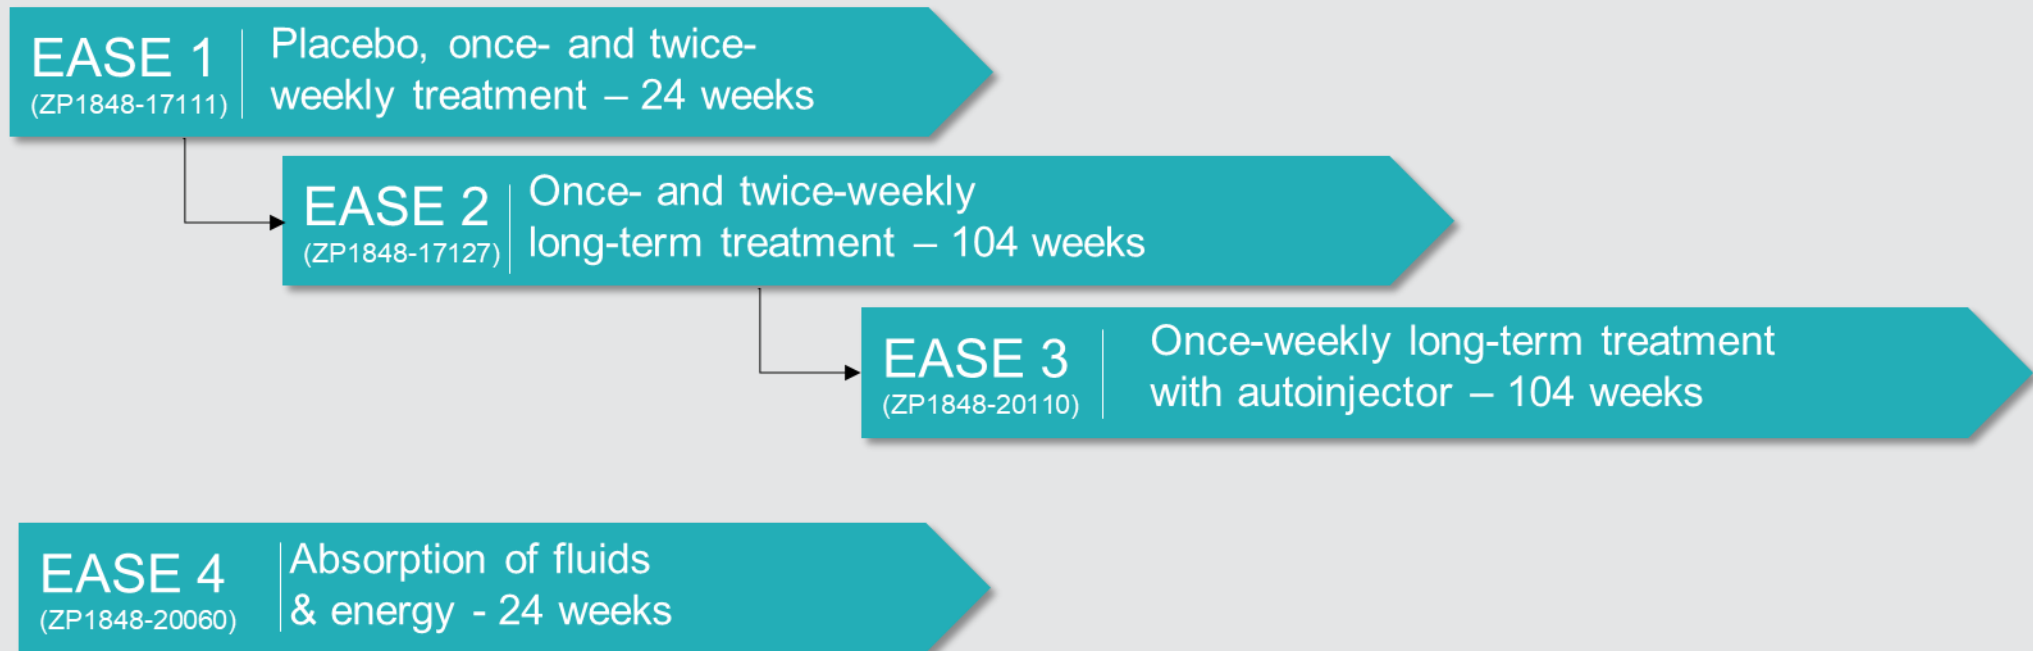 EASE 1
(ZP1848-17111)
Placebo, once- and twice-
weekly treatment – 24 weeks
EASE 2
(ZP1848-17127)
Once- and twice-weekly
long-term treatment – 104 weeks
EASE 3
(ZP1848-20110)
Once-weekly long-term treatment
with autoinjector – 104 weeks
EASE 4
(ZP1848-20060)
Absorption of fluids
& energy - 24 weeks